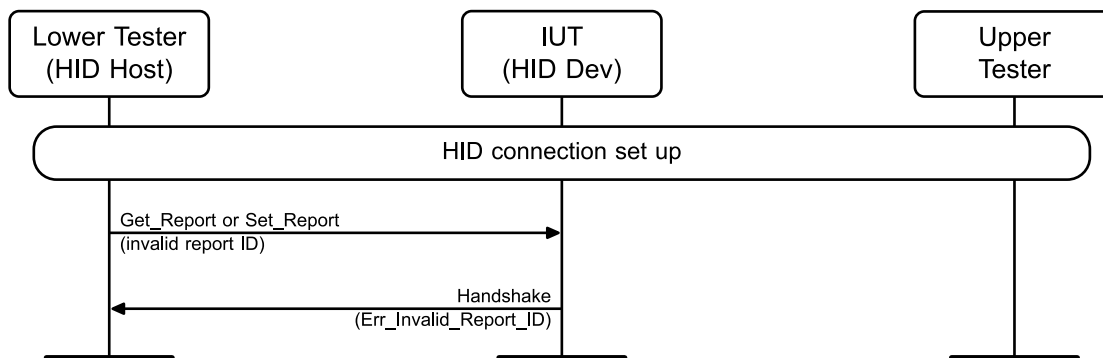 Lower Tester
(HID Host)
IUT
(HID Dev)
Upper
Tester
HID connection set up
Get_Report or Set_Report
(invalid report ID)
Handshake
(Err_Invalid_Report_ID)